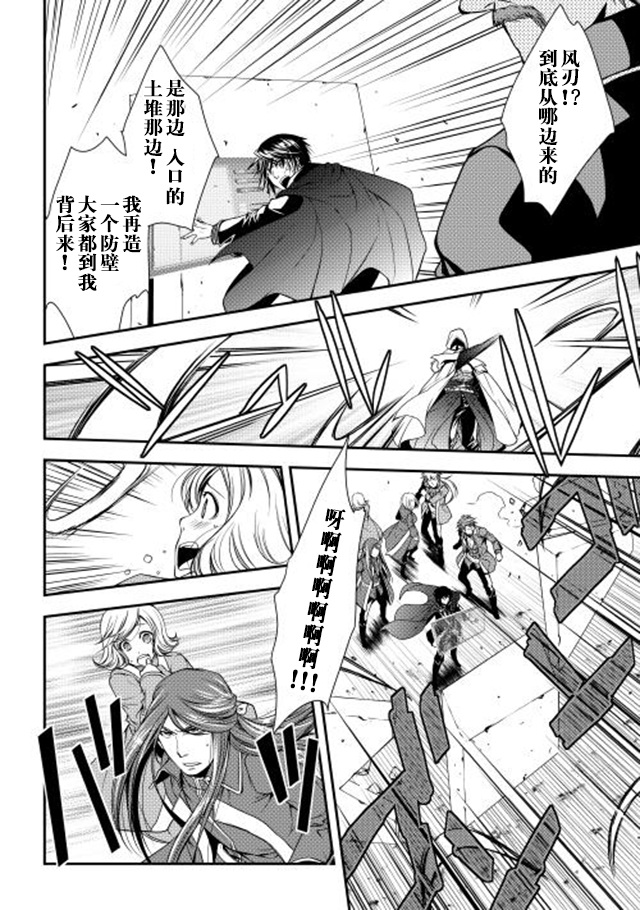 风刃!?
到底从哪边来的
是那边 入口的
土堆那边！
我再造
一个防壁
大家都到我
背后来！
呀啊啊啊啊啊!!!